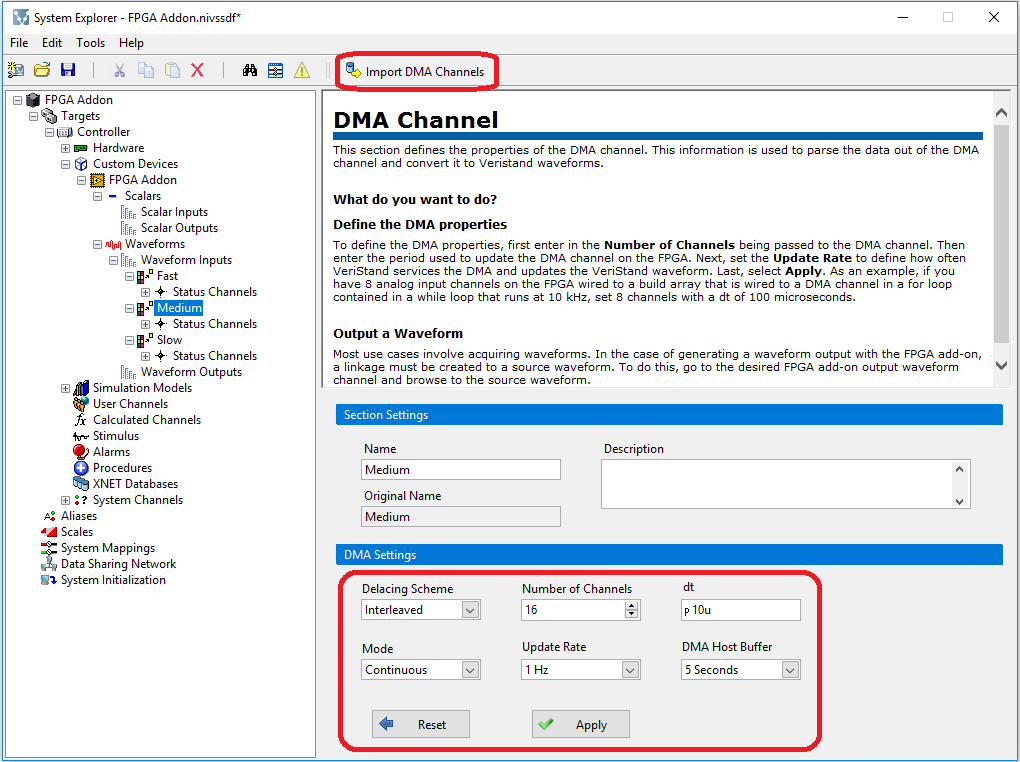 System Explorer - FPGA Addon.nivssdf*
File Edit Tools Help
Import DMA Channels
FPGA Addon
Targets
Controller
Hardware
Custom Devices
FPGA Addon
Scalars
Scalar Inputs
Scalar Outputs
Waveforms
Waveform Inputs
Fast
Status Channels
Medium
Status Channels
Slow
Status Channels
Waveform Outputs
Simulation Models
User Channels
Calculated Channels
Stimulus
Alarms
Procedures
XNET Databases
System Channels
Aliases
Scales
System Mappings
Data Sharing Network
System Initialization
DMA Channel
This section defines the properties of the DMA channel. This information is used to parse the data out of the DMA
channel and convert it to Veristand waveforms.
What do you want to do?
Define the DMA properties
To define the DMA properties, first enter in the Number of Channels being passed to the DMA channel. Then
enter the period used to update the DMA channel on the FPGA. Next, set the Update Rate to define how often
VeriStand services the DMA and updates the VeriStand waveform. Last, select Apply. As an example, if you
have 8 analog input channels on the FPGA wired to a build array that is wired to a DMA channel in a for loop
contained in a while loop that runs at 10 kHz, set 8 channels with a dt of 100 microseconds.
Output a Waveform
Most use cases involve acquiring waveforms. In the case of generating a waveform output with the FPGA add-on,
a linkage must be created to a source waveform. To do this, go to the desired FPGA add-on output waveform
channel and browse to the source waveform.
Section Settings
Name Description
Medium
Original Name
Medium
DMA Settings
Delacing Scheme Number of Channels dt
Interleaved 16 p 10u
Mode Update Rate DMA Host Buffer
Continuous 1 Hz 5 Seconds
Reset Apply